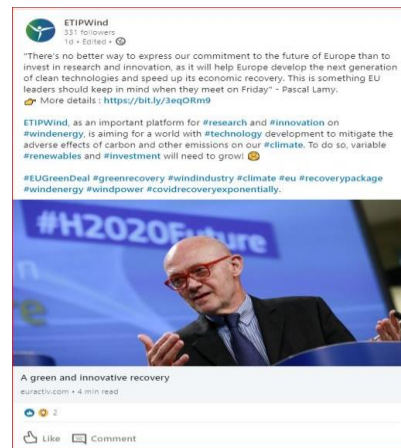 ETIPWind
331 followers
1d • Edited •
"There's no better way to express our commitment to the future of Europe than to
invest in research and innovation, as it will help Europe develop the next generation
of clean technologies and speed up its economic recovery. This is something EU
leaders should keep in mind when they meet on Friday" - Pascal Lamy.
👉 More details : https://bit.ly/3eqORm9
ETIPWind, as an important platform for #research and #innovation on
#windenergy, is aiming for a world with #technology development to mitigate the
adverse effects of carbon and other emissions on our #climate. To do so, variable
#renewables and #investment will need to grow!
#EUGreenDeal #greenrecovery #windindustry #climate #eu #recoverypackage
#windenergy #windpower #covidrecoveryexponentially.
#H2020Future
A green and innovative recovery
euractiv.com • 4 min read
2
Like Comment